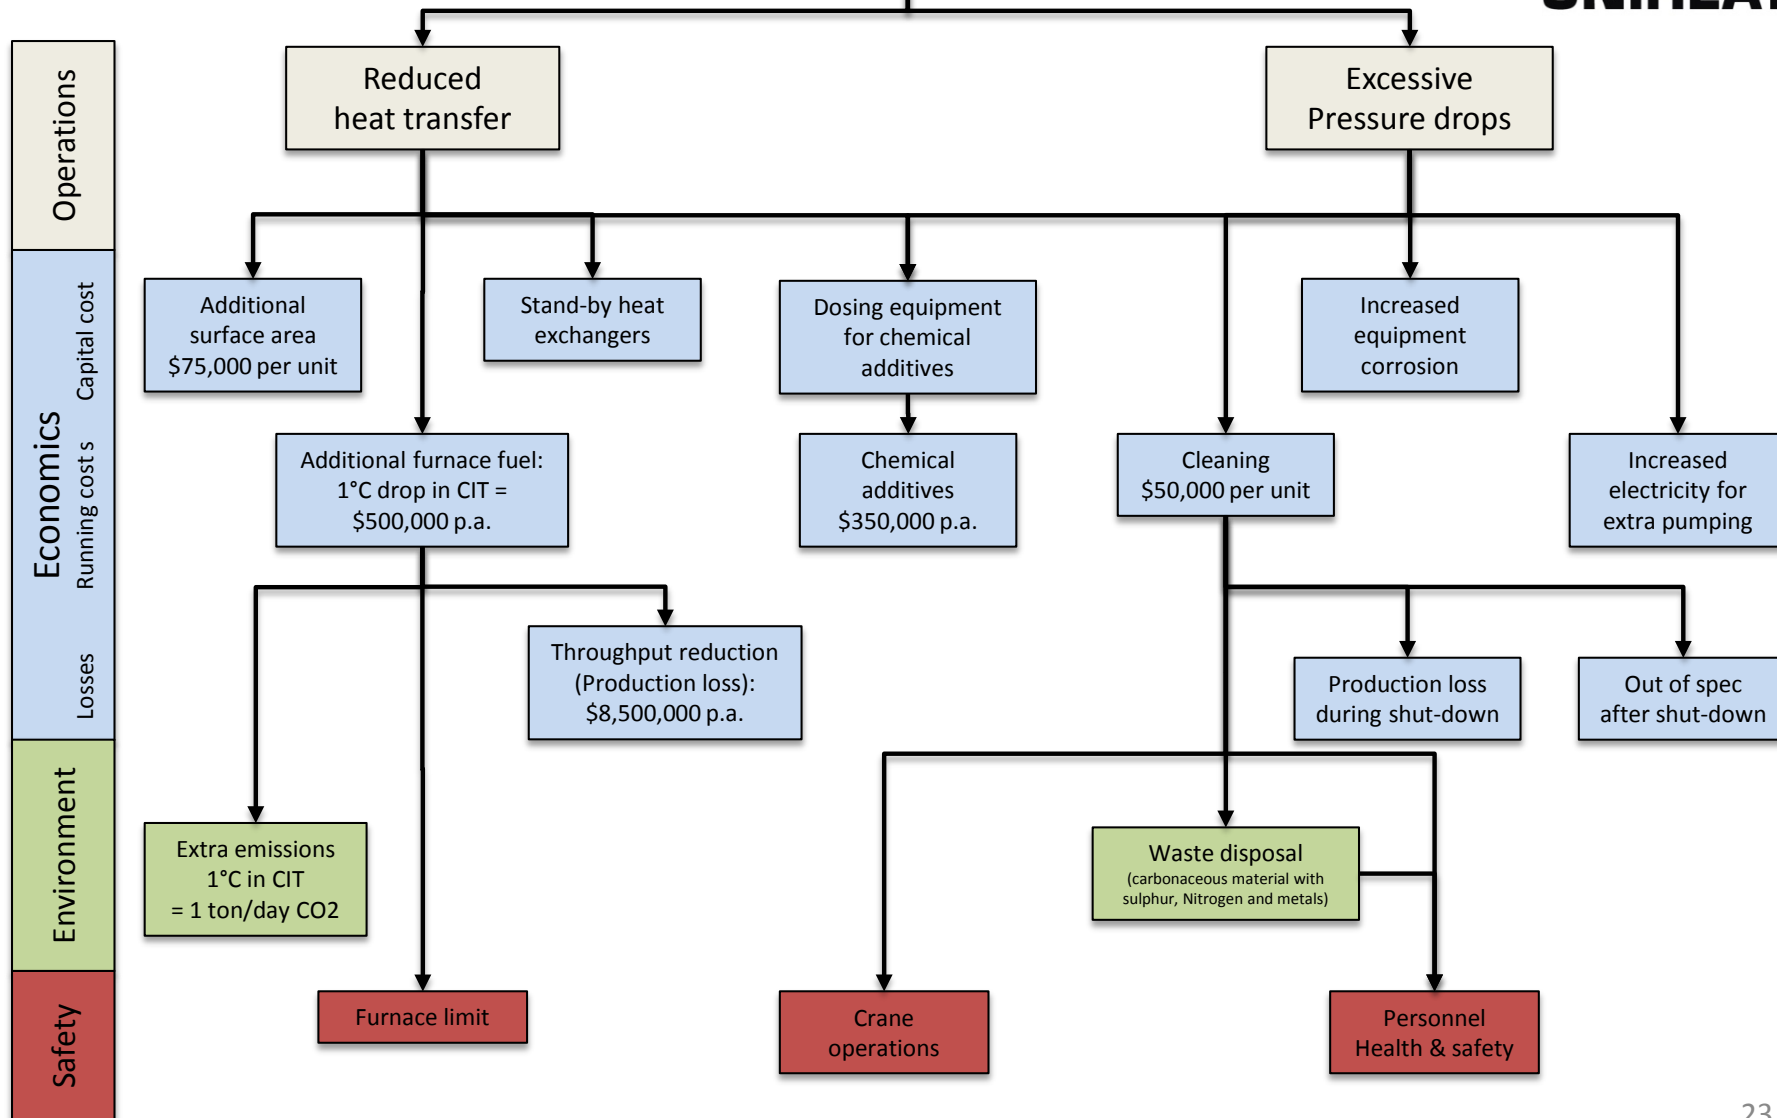 UNIHEAT
Reduced
heat transfer
Excessive
Pressure drops
Operations
Economics
Capital cost
Running cost s
Losses
Environment
Safety
Additional
surface area
$75,000 per unit
Stand-by heat
exchangers
Dosing equipment
for chemical
additives
Increased
equipment
corrosion
Additional furnace fuel:
1°C drop in CIT =
$500,000 p.a.
Chemical
additives
$350,000 p.a.
Cleaning
$50,000 per unit
Increased
electricity for
extra pumping
Throughput reduction
(Production loss):
$8,500,000 p.a.
Production loss
during shut-down
Out of spec
after shut-down
Extra emissions
1°C in CIT
= 1 ton/day CO2
Waste disposal
(carbonaceous material with
sulphur, Nitrogen and metals)
Furnace limit
Crane
operations
Personnel
Health & safety
23